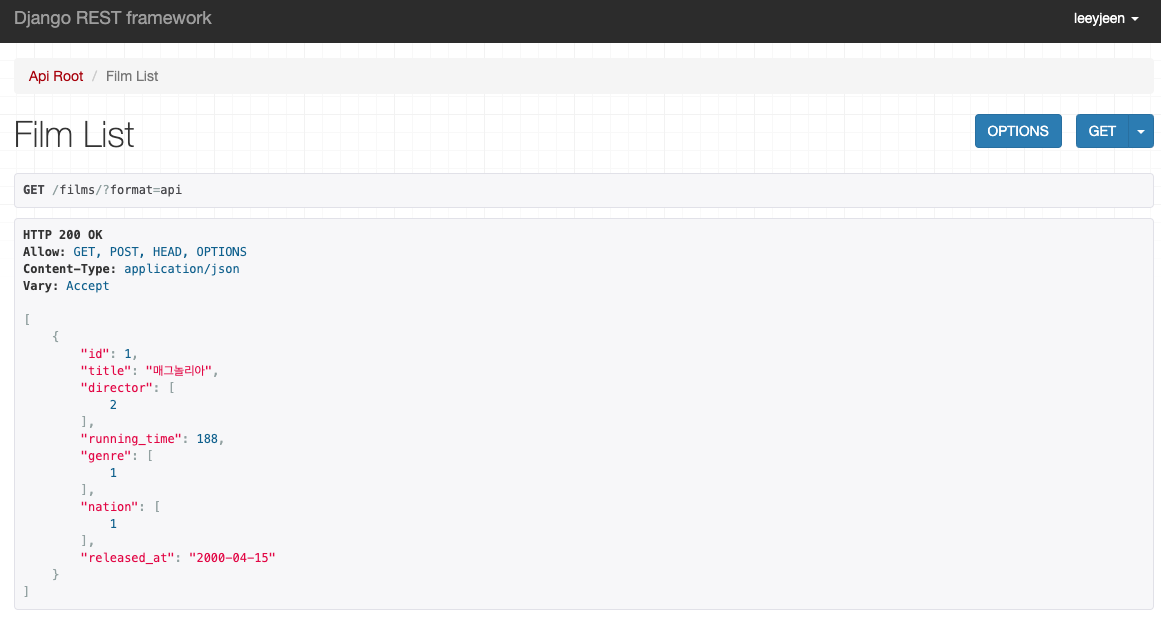 Django REST framework
leeyjeen
Api Root / Film List
Film List
OPTIONS
GET
GET /films/?format=api
HTTP 200 OK
Allow: GET, POST, HEAD, OPTIONS
Content-Type: application/json
Vary: Accept
[
    {
        "id": 1,
        "title": "매그놀리아",
        "director": [
            2
        ],
        "running_time": 188,
        "genre": [
            1
        ],
        "nation": [
            1
        ],
        "released_at": "2000-04-15"
    }
]